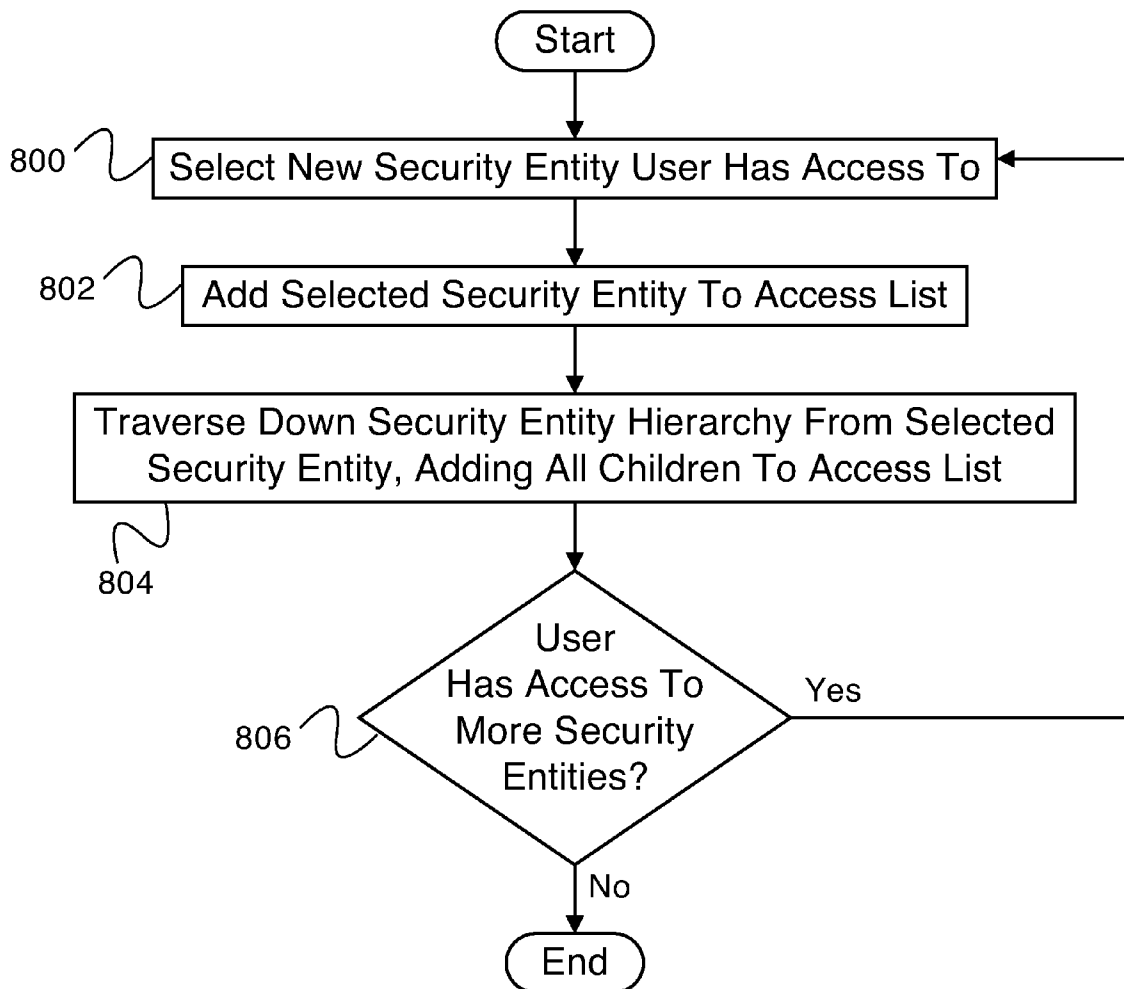 Start
800
Select New Security Entity User Has Access To
802
Add Selected Security Entity To Access List
Traverse Down Security Entity Hierarchy From Selected
Security Entity, Adding All Children To Access List
804
User
Has Access To
More Security
Entities?
Yes
806
No
End